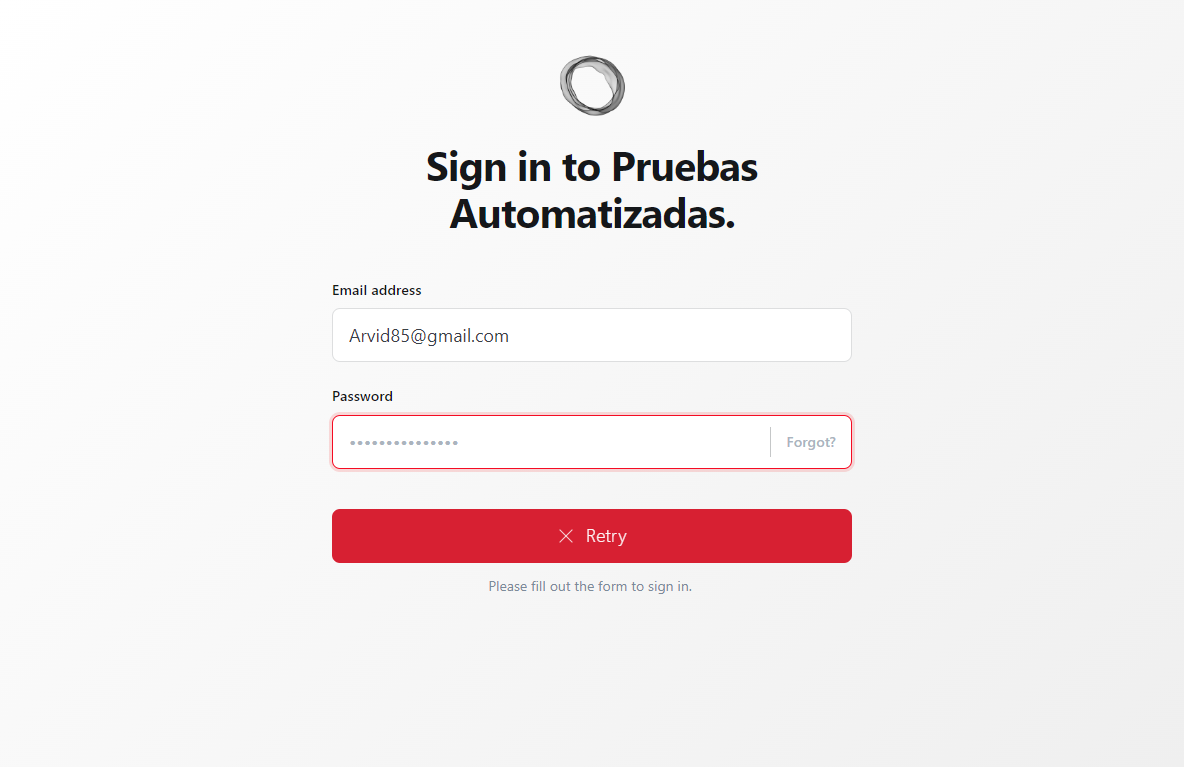 Sign in to Pruebas
Automatizadas.
Email address
Arvid85@gmail.com
Password
•••••••••••••••
Forgot?
Retry
Please fill out the form to sign in.